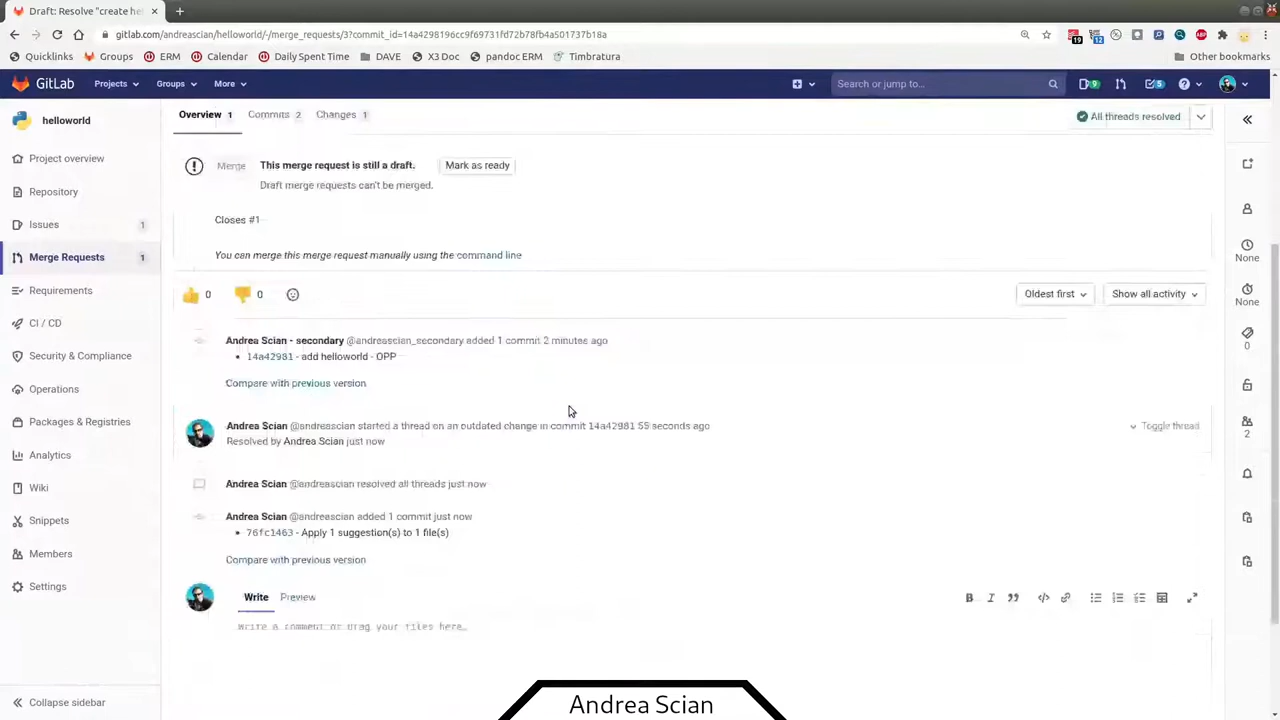 Draft: Resolve "create hel
gitlab.com/andreascian/helloworld/-/merge_requests/3?commit_id=14a4298196cc9f69731fd72b78fb4a501737b18a
Quicklinks Groups ERM Calendar Daily Spent Time DAVE X3 Doc pandoc ERM Timbratura Other bookmarks
19 12
GitLab Projects Groups More Search or jump to... 9 5
helloworld
Overview 1 Commits 2 Changes 1 All threads resolved
Project overview
Repository
Issues 1
Merge Requests 1
Requirements
CI / CD
Security & Compliance
Operations
Packages & Registries
Analytics
Wiki
Snippets
Members
Settings
Collapse sidebar
Merge This merge request is still a draft. Mark as ready
Draft merge requests can't be merged.
Closes #1
You can merge this merge request manually using the command line
0 0 Oldest first Show all activity
Andrea Scian - secondary @andreascian_secondary added 1 commit 2 minutes ago
14a42981 - add helloworld - OPP
Compare with previous version
Andrea Scian @andreascian started a thread on an outdated change in commit 14a42981 55 seconds ago Toggle thread
Resolved by Andrea Scian just now
Andrea Scian @andreascian resolved all threads just now
Andrea Scian @andreascian added 1 commit just now
76fc1463 - Apply 1 suggestion(s) to 1 file(s)
Compare with previous version
Write Preview
Write a comment or drag your files here…
None
None
0
2
Andrea Scian